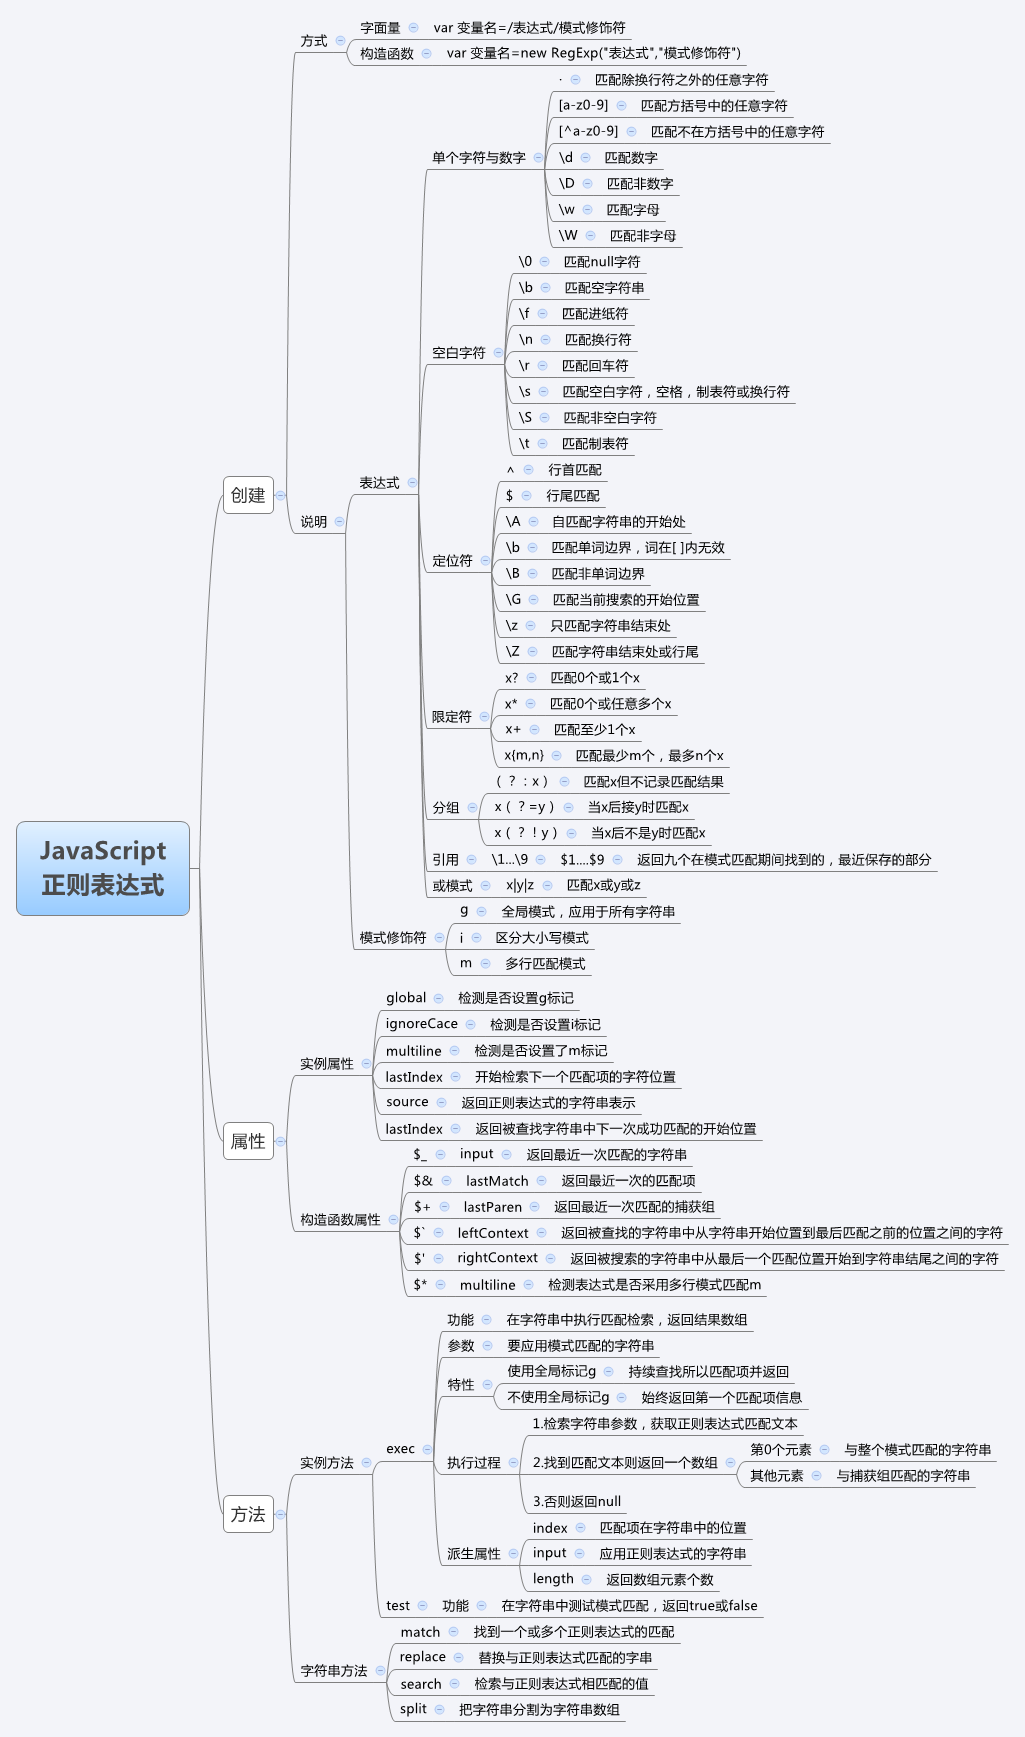 JavaScript
正则表达式
创建
方式
字面量
var 变量名=/表达式/模式修饰符
构造函数
var 变量名=new RegExp("表达式","模式修饰符")
说明
表达式
单个字符与数字
.
匹配除换行符之外的任意字符
[a-z0-9]
匹配方括号中的任意字符
[^a-z0-9]
匹配不在方括号中的任意字符
\d
匹配数字
\D
匹配非数字
\w
匹配字母
\W
匹配非字母
空白字符
\0
匹配null字符
\b
匹配空字符串
\f
匹配进纸符
\n
匹配换行符
\r
匹配回车符
\s
匹配空白字符，空格，制表符或换行符
\S
匹配非空白字符
\t
匹配制表符
定位符
^
行首匹配
$
行尾匹配
\A
自匹配字符串的开始处
\b
匹配单词边界，词在[ ]内无效
\B
匹配非单词边界
\G
匹配当前搜索的开始位置
\z
只匹配字符串结束处
\Z
匹配字符串结束处或行尾
限定符
x?
匹配0个或1个x
x*
匹配0个或任意多个x
x+
匹配至少1个x
x{m,n}
匹配最少m个，最多n个x
分组
（？：x）
匹配x但不记录匹配结果
x（？=y）
当x后接y时匹配x
x（？！y）
当x后不是y时匹配x
引用
\1...\9
$1....$9
返回九个在模式匹配期间找到的，最近保存的部分
或模式
x|y|z
匹配x或y或z
模式修饰符
g
全局模式，应用于所有字符串
i
区分大小写模式
m
多行匹配模式
属性
实例属性
global
检测是否设置g标记
ignoreCace
检测是否设置i标记
multiline
检测是否设置了m标记
lastIndex
开始检索下一个匹配项的字符位置
source
返回正则表达式的字符串表示
lastIndex
返回被查找字符串中下一次成功匹配的开始位置
构造函数属性
$_
input
返回最近一次匹配的字符串
$&
lastMatch
返回最近一次的匹配项
$+
lastParen
返回最近一次匹配的捕获组
$`
leftContext
返回被查找的字符串中从字符串开始位置到最后匹配之前的位置之间的字符
$'
rightContext
返回被搜索的字符串中从最后一个匹配位置开始到字符串结尾之间的字符
$*
multiline
检测表达式是否采用多行模式匹配m
方法
实例方法
exec
功能
在字符串中执行匹配检索，返回结果数组
参数
要应用模式匹配的字符串
特性
使用全局标记g
持续查找所以匹配项并返回
不使用全局标记g
始终返回第一个匹配项信息
执行过程
1.检索字符串参数，获取正则表达式匹配文本
2.找到匹配文本则返回一个数组
第0个元素
与整个模式匹配的字符串
其他元素
与捕获组匹配的字符串
3.否则返回null
派生属性
index
匹配项在字符串中的位置
input
应用正则表达式的字符串
length
返回数组元素个数
test
功能
在字符串中测试模式匹配，返回true或false
字符串方法
match
找到一个或多个正则表达式的匹配
replace
替换与正则表达式匹配的字串
search
检索与正则表达式相匹配的值
split
把字符串分割为字符串数组